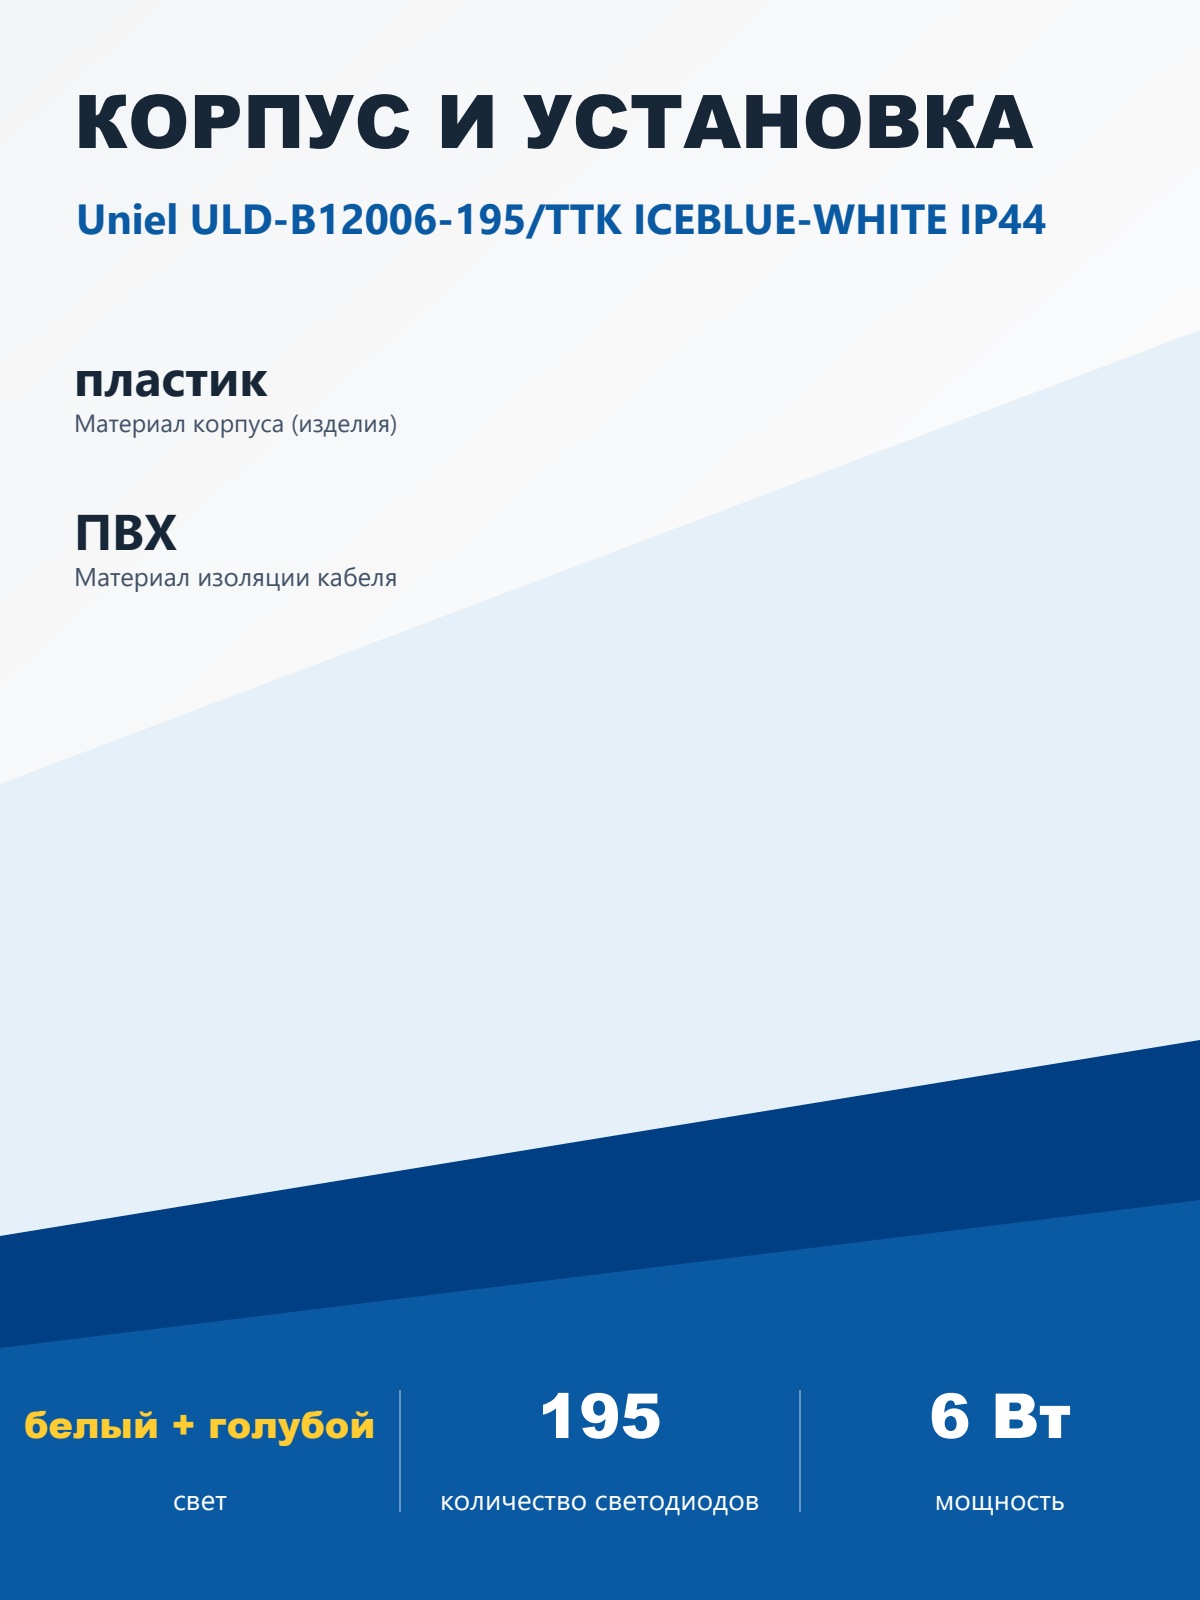 КОРПУС И УСТАНОВКА
Uniel ULD-B12006-195/TTK ICEBLUE-WHITE IP44
пластик
Материал корпуса (изделия)
ПВХ
Материал изоляции кабеля
белый + голубой
свет
195
количество светодиодов
6 Вт
мощность